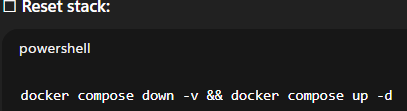 ☐ Reset stack:
powershell
docker compose down -v && docker compose up -d